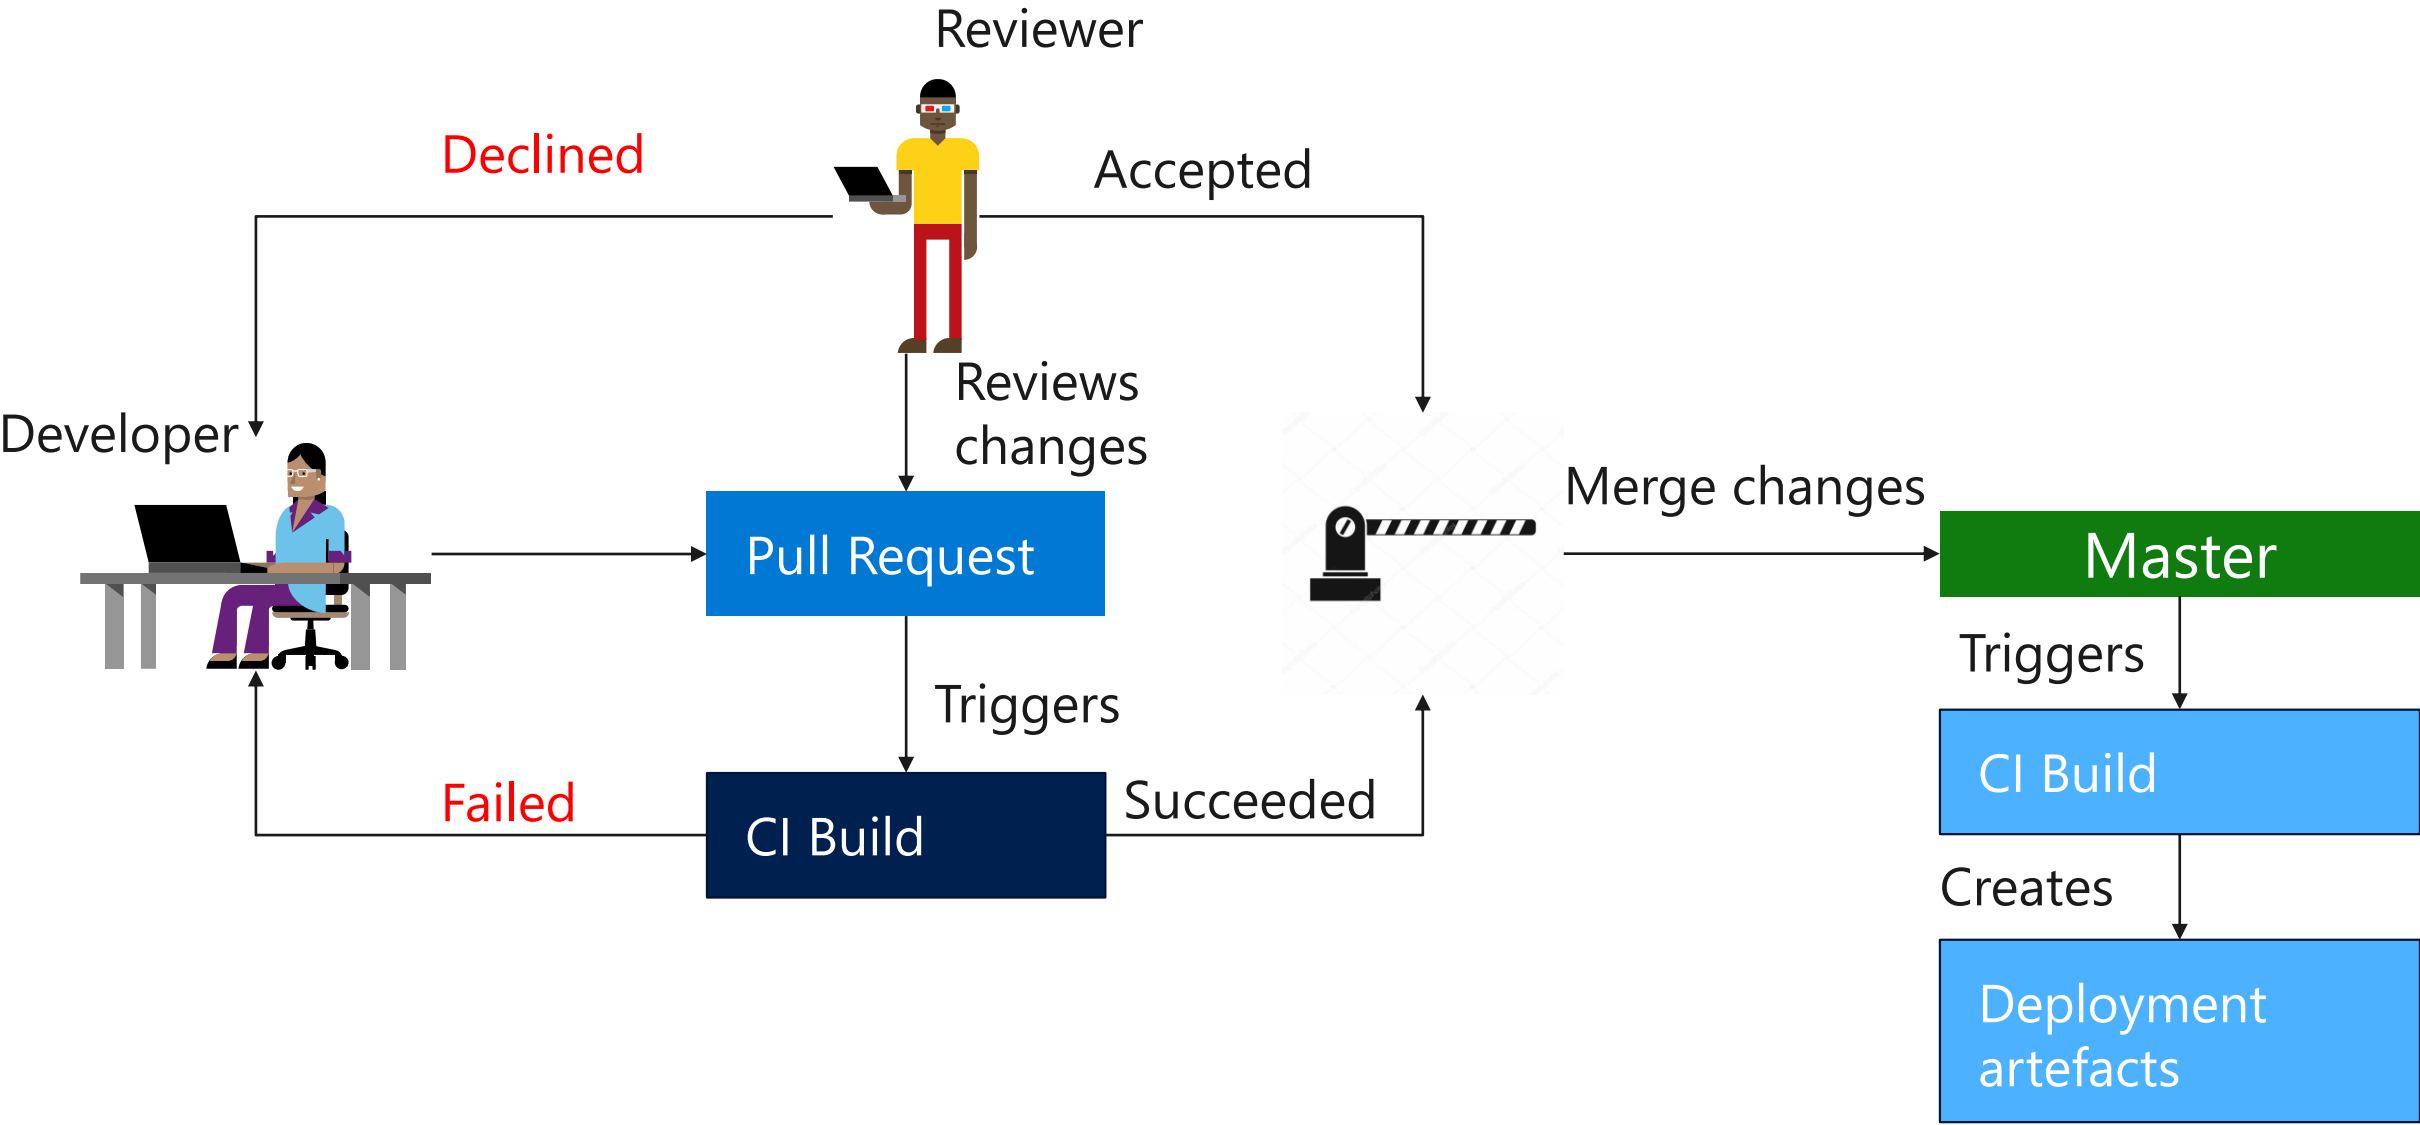 Reviewer
Declined
Accepted
Reviews
changes
Developer
Merge changes
Pull Request
Master
Triggers
Triggers
CI Build
Failed
Succeeded
CI Build
Creates
Deployment
artefacts